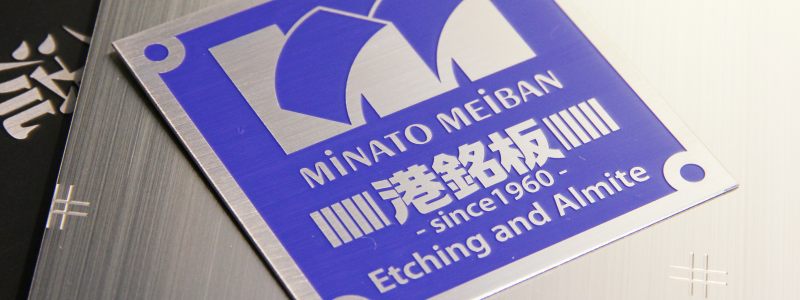 MiNATO MEiBAN
港銘板
- since1960 -
Etching and Almite